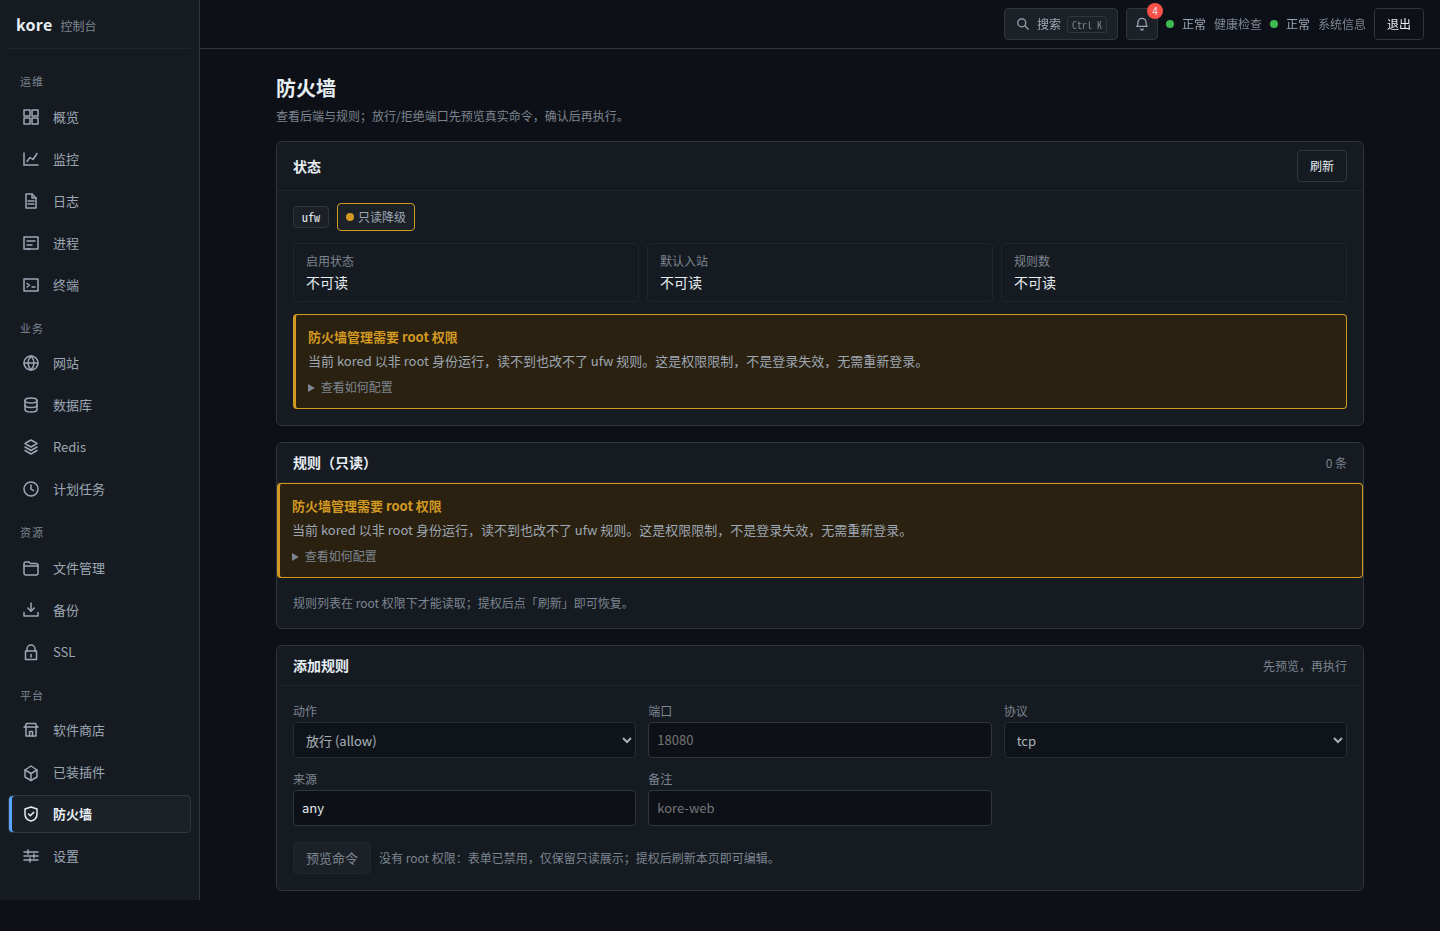 kore 控制台
搜索 Ctrl K
4
正常 健康检查
正常 系统信息
退出
运维
概览
监控
日志
进程
终端
业务
网站
数据库
Redis
计划任务
资源
文件管理
备份
SSL
平台
软件商店
已装插件
防火墙
设置
防火墙
查看后端与规则；放行/拒绝端口先预览真实命令，确认后再执行。
状态
刷新
ufw
只读降级
启用状态
不可读
默认入站
不可读
规则数
不可读
防火墙管理需要 root 权限
当前 kored 以非 root 身份运行，读不到也改不了 ufw 规则。这是权限限制，不是登录失效，无需重新登录。
查看如何配置
规则（只读）
0 条
防火墙管理需要 root 权限
当前 kored 以非 root 身份运行，读不到也改不了 ufw 规则。这是权限限制，不是登录失效，无需重新登录。
查看如何配置
规则列表在 root 权限下才能读取；提权后点「刷新」即可恢复。
添加规则
先预览，再执行
动作
放行 (allow)
端口
18080
协议
tcp
来源
any
备注
kore-web
预览命令
没有 root 权限：表单已禁用，仅保留只读展示；提权后刷新本页即可编辑。